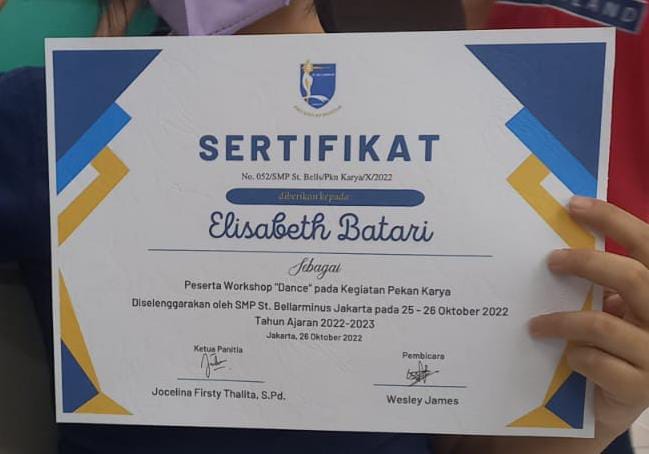 LAND
SERTIFIKAT
No. 052/SMP St. Bells/Pkn Karya/X/2022
diberikan kepada
Elisabeth Batari
Sebagai
Peserta Workshop "Dance" pada Kegiatan Pekan Karya
Diselenggarakan oleh SMP St. Bellarminus Jakarta pada 25 - 26 Oktober 2022
Tahun Ajaran 2022-2023
Jakarta, 26 Oktober 2022
Ketua Panitia
Jocelina Firsty Thalita, S.Pd.
Pembicara
Wesley James